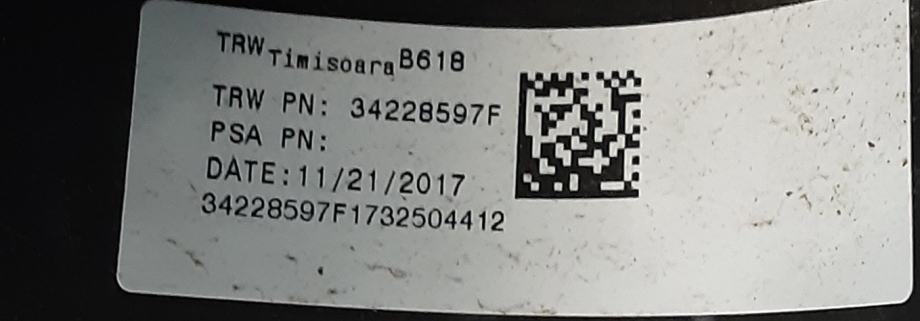 TRW Timisoara B618
TRW PN: 34228597F
PSA PN:
DATE:11/21/2017
34228597F1732504412